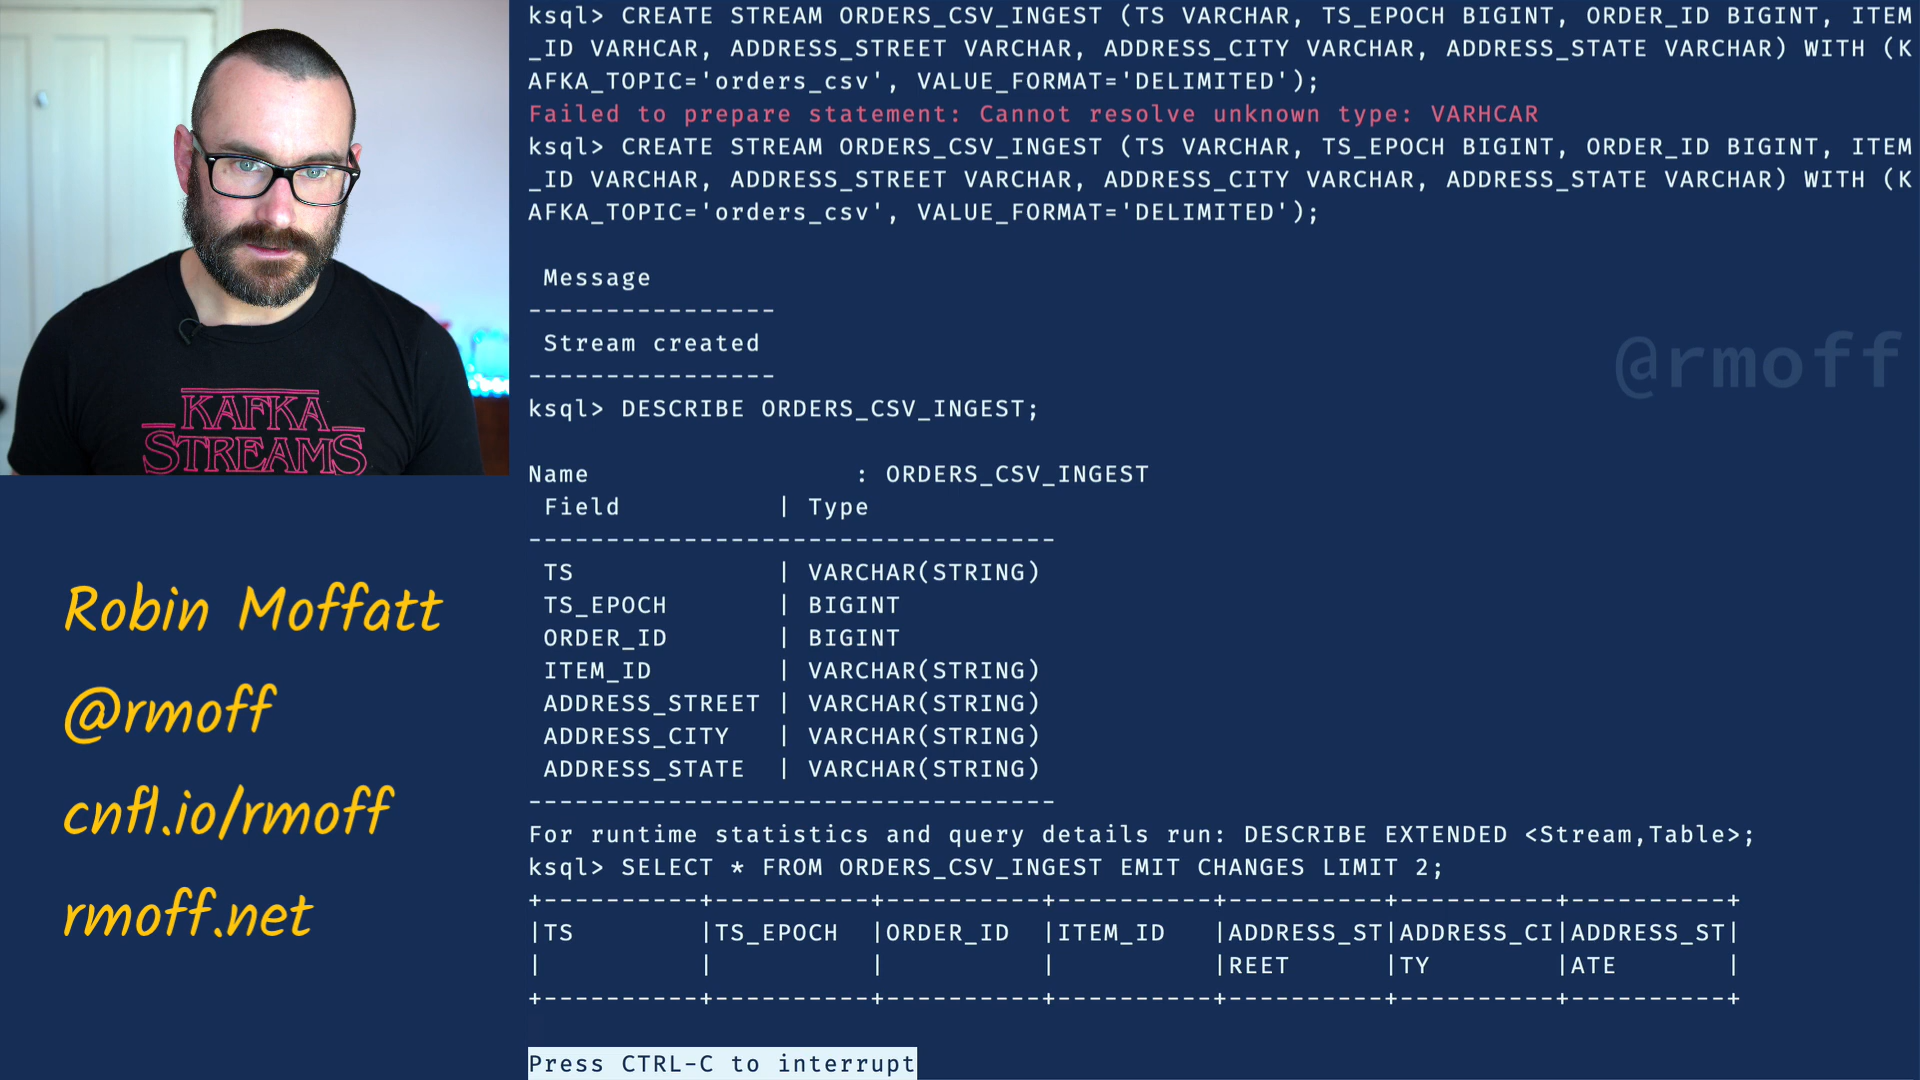 KAFKA
STREAMS
Robin Moffatt
@rmoff
cnfl.io/rmoff
rmoff.net
ksql> CREATE STREAM ORDERS_CSV_INGEST (TS VARCHAR, TS_EPOCH BIGINT, ORDER_ID BIGINT, ITEM
_ID VARHCAR, ADDRESS_STREET VARCHAR, ADDRESS_CITY VARCHAR, ADDRESS_STATE VARCHAR) WITH (K
AFKA_TOPIC='orders_csv', VALUE_FORMAT='DELIMITED');
Failed to prepare statement: Cannot resolve unknown type: VARHCAR
ksql> CREATE STREAM ORDERS_CSV_INGEST (TS VARCHAR, TS_EPOCH BIGINT, ORDER_ID BIGINT, ITEM
_ID VARCHAR, ADDRESS_STREET VARCHAR, ADDRESS_CITY VARCHAR, ADDRESS_STATE VARCHAR) WITH (K
AFKA_TOPIC='orders_csv', VALUE_FORMAT='DELIMITED');
Message
----------------
Stream created
----------------
@rmoff
ksql> DESCRIBE ORDERS_CSV_INGEST;
Name                 : ORDERS_CSV_INGEST
Field          | Type
----------------------------------
TS             | VARCHAR(STRING)
TS_EPOCH       | BIGINT
ORDER_ID       | BIGINT
ITEM_ID        | VARCHAR(STRING)
ADDRESS_STREET | VARCHAR(STRING)
ADDRESS_CITY   | VARCHAR(STRING)
ADDRESS_STATE  | VARCHAR(STRING)
----------------------------------
For runtime statistics and query details run: DESCRIBE EXTENDED <Stream,Table>;
ksql> SELECT * FROM ORDERS_CSV_INGEST EMIT CHANGES LIMIT 2;
+----------+----------+----------+----------+----------+----------+----------+
|TS        |TS_EPOCH  |ORDER_ID  |ITEM_ID   |ADDRESS_ST|ADDRESS_CI|ADDRESS_ST|
|          |          |          |          |REET      |TY        |ATE       |
+----------+----------+----------+----------+----------+----------+----------+
Press CTRL-C to interrupt